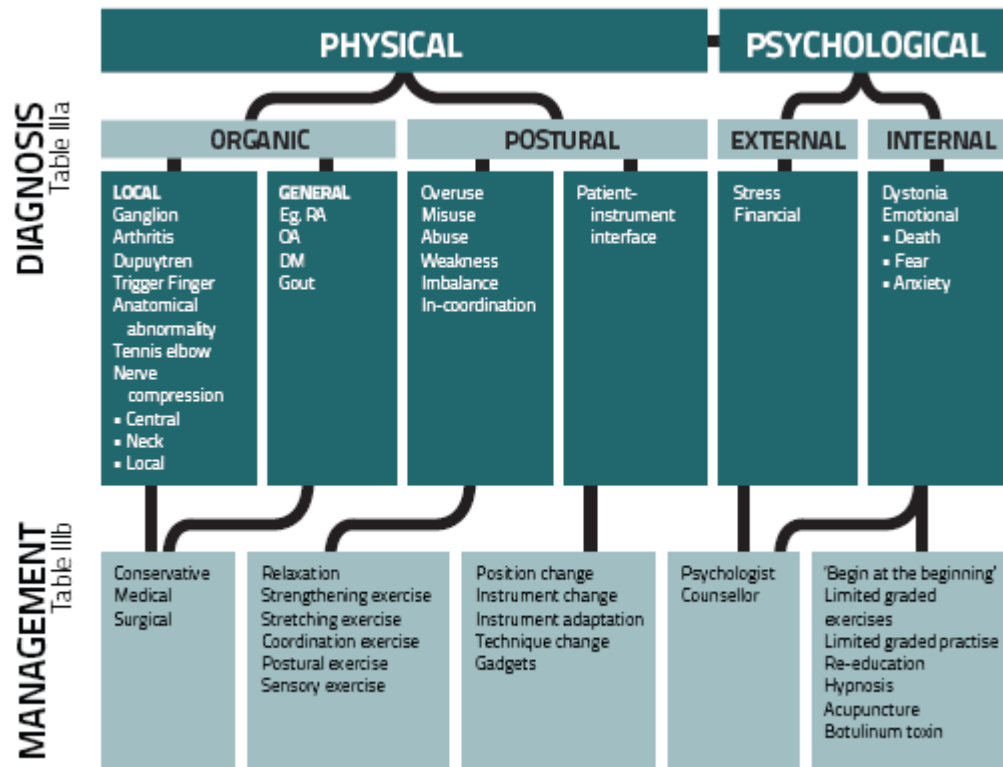 PHYSICAL
PSYCHOLOGICAL
DIAGNOSIS
Table IIIa
ORGANIC
POSTURAL
EXTERNAL
INTERNAL
LOCAL
Ganglion
Arthritis
Dupuytren
Trigger Finger
Anatomical
abnormality
Tennis elbow
Nerve
compression
▪ Central
▪ Neck
▪ Local
GENERAL
Eg. RA
OA
DM
Gout
Overuse
Misuse
Abuse
Weakness
Imbalance
In-coordination
Patient-
instrument
interface
Stress
Financial
Dystonia
Emotional
▪ Death
▪ Fear
▪ Anxiety
MANAGEMENT
Table IIIb
Conservative
Medical
Surgical
Relaxation
Strengthening exercise
Stretching exercise
Coordination exercise
Postural exercise
Sensory exercise
Position change
Instrument change
Instrument adaptation
Technique change
Gadgets
Psychologist
Counsellor
'Begin at the beginning'
Limited graded
exercises
Limited graded practise
Re-education
Hypnosis
Acupuncture
Botulinum toxin